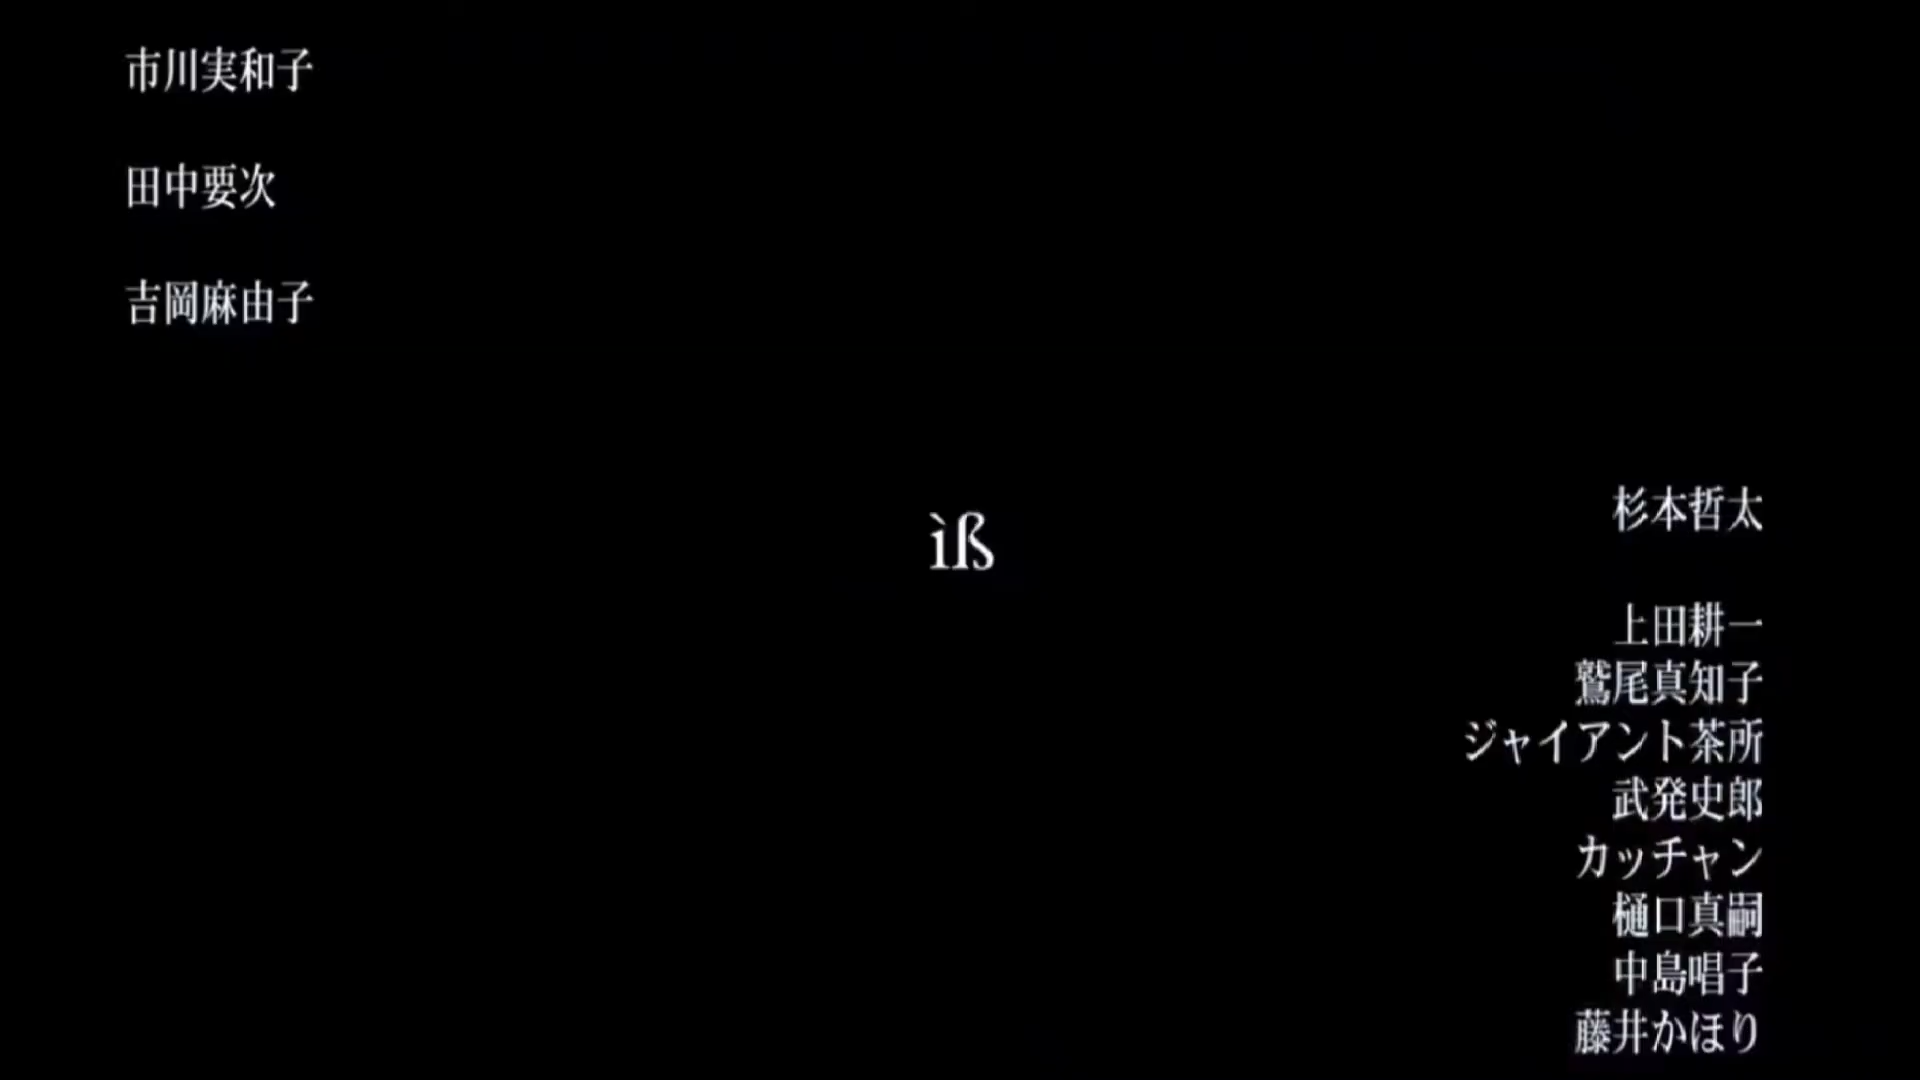 市川実和子
田中要次
吉岡麻由子
ìß
杉本哲太
上田耕一
鷲尾真知子
ジャイアント茶所
武発史郎
カッチャン
樋口真嗣
中島唱子
藤井かほり